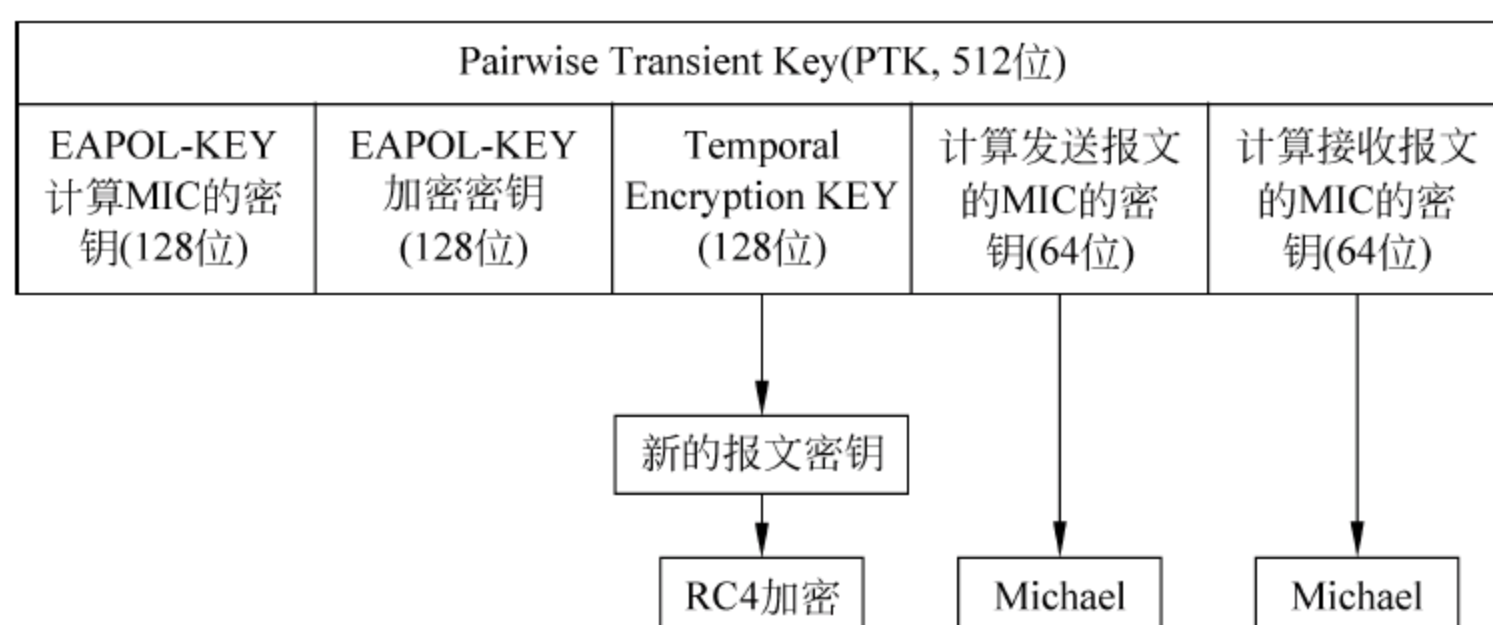 Pairwise Transient Key(PTK, 512位)
EAPOL-KEY
计算MIC的密
钥(128位)
EAPOL-KEY
加密密钥
(128位)
Temporal
Encryption KEY
(128位)
计算发送报文
的MIC的密
钥(64位)
计算接收报文
的MIC的密
钥(64位)
新的报文密钥
RC4加密
Michael
Michael